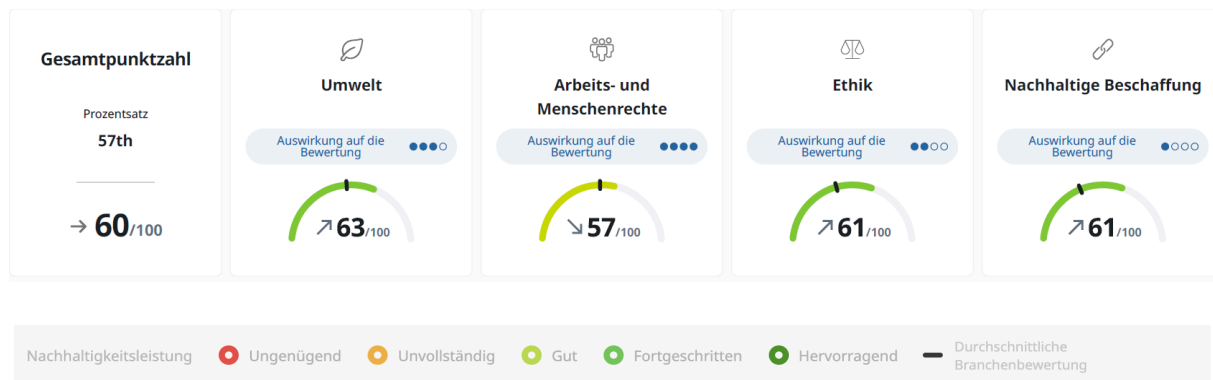 Gesamtpunktzahl
Prozentsatz
57th
→ 60/100
Umwelt
Auswirkung auf die
Bewertung
↗ 63/100
Arbeits- und
Menschenrechte
Auswirkung auf die
Bewertung
↘ 57/100
Ethik
Auswirkung auf die
Bewertung
↗ 61/100
Nachhaltige Beschaffung
Auswirkung auf die
Bewertung
↗ 61/100
Nachhaltigkeitsleistung
Ungenügend
Unvollständig
Gut
Fortgeschritten
Hervorragend
Durchschnittliche
Branchenbewertung